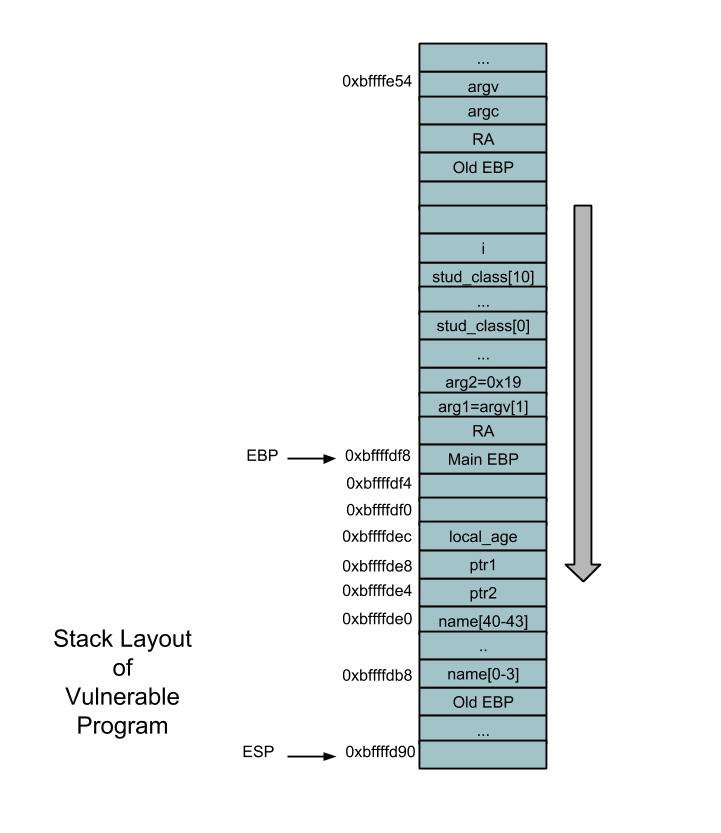 ...
0xbffffe54 argv
argc
RA
Old EBP
i
stud_class[10]
...
stud_class[0]
...
arg2=0x19
arg1=argv[1]
RA
EBP 0xbffffdf8 Main EBP
0xbffffdf4
0xbffffdf0
0xbffffdec local_age
0xbffffde8 ptr1
0xbffffde4 ptr2
0xbffffde0 name[40-43]
..
0xbffffdb8 name[0-3]
Old EBP
...
ESP 0xbffffd90
Stack Layout
of
Vulnerable
Program